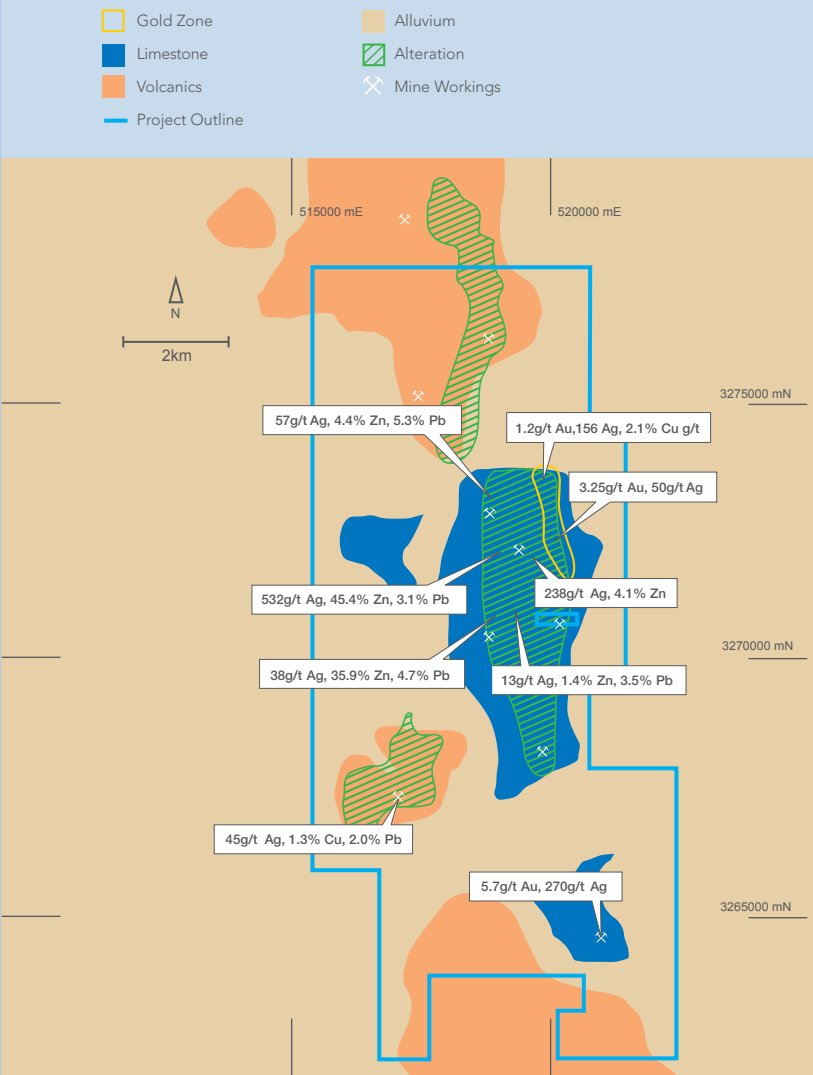 Gold Zone
Alluvium
Limestone
Alteration
Volcanics
Mine Workings
Project Outline
515000 mE
520000 mE
N
2km
3275000 mN
57g/t Ag, 4.4% Zn, 5.3% Pb
1.2g/t Au,156 Ag, 2.1% Cu g/t
3.25g/t Au, 50g/t Ag
532g/t Ag, 45.4% Zn, 3.1% Pb
238g/t Ag, 4.1% Zn
3270000 mN
38g/t Ag, 35.9% Zn, 4.7% Pb
13g/t Ag, 1.4% Zn, 3.5% Pb
45g/t Ag, 1.3% Cu, 2.0% Pb
5.7g/t Au, 270g/t Ag
3265000 mN